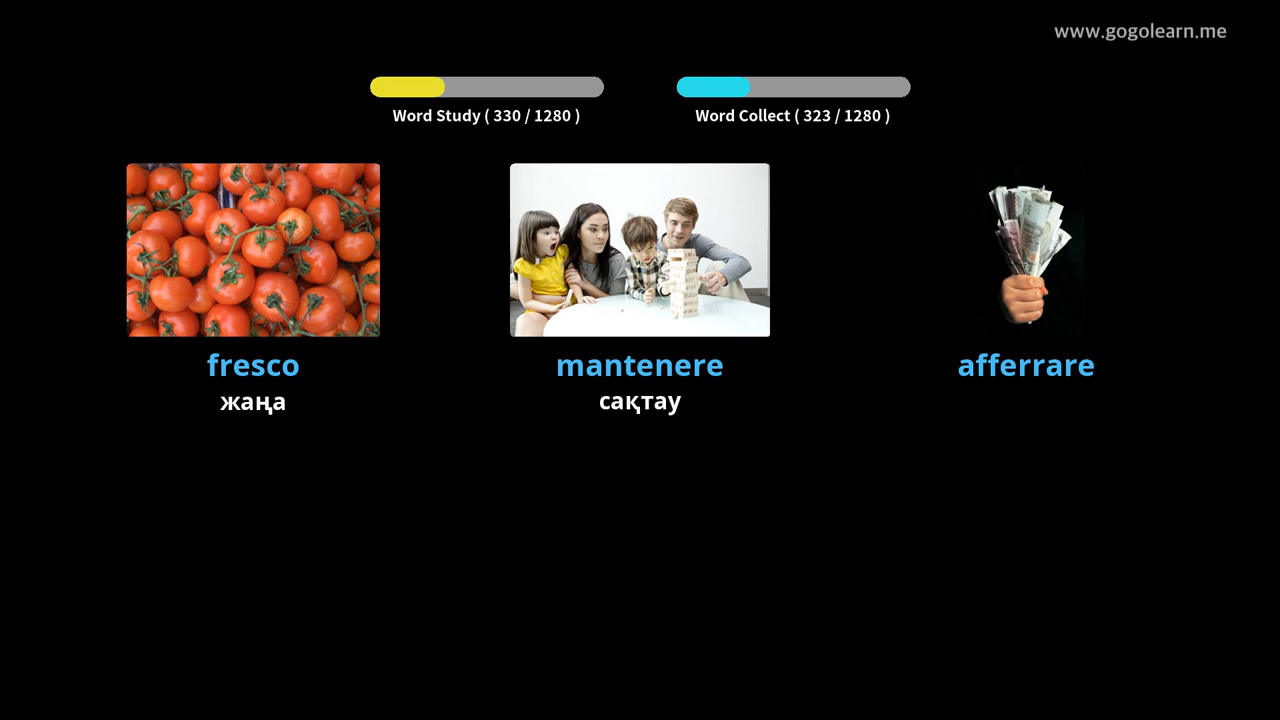 www.gogolearn.me
Word Study ( 330 / 1280 )
Word Collect ( 323 / 1280 )
fresco
жаңа
mantenere
сақтау
afferrare